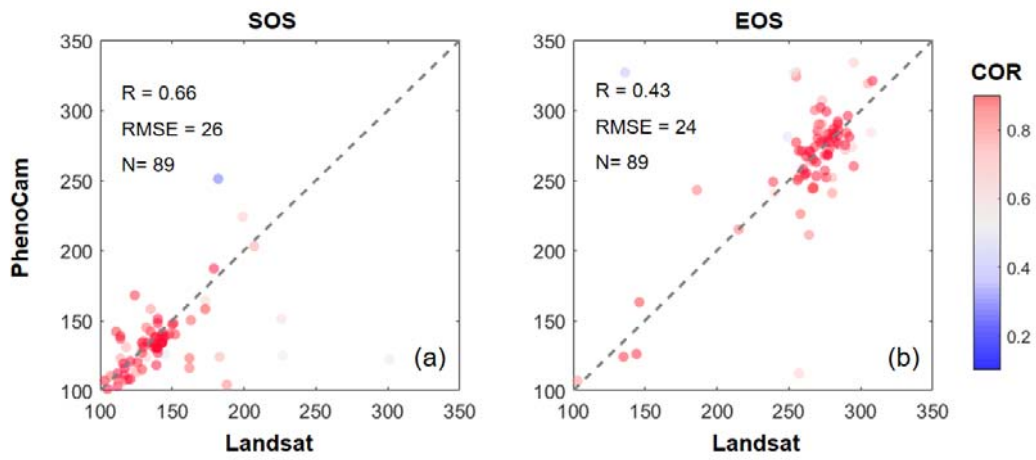 SOS
EOS
350
300
250
200
150
100
R = 0.66
RMSE = 26
N= 89
(a)
100 150 200 250 300 350
Landsat
PhenoCam
350
300
250
200
150
100
R = 0.43
RMSE = 24
N= 89
(b)
100 150 200 250 300 350
Landsat
COR
0.8
0.6
0.4
0.2